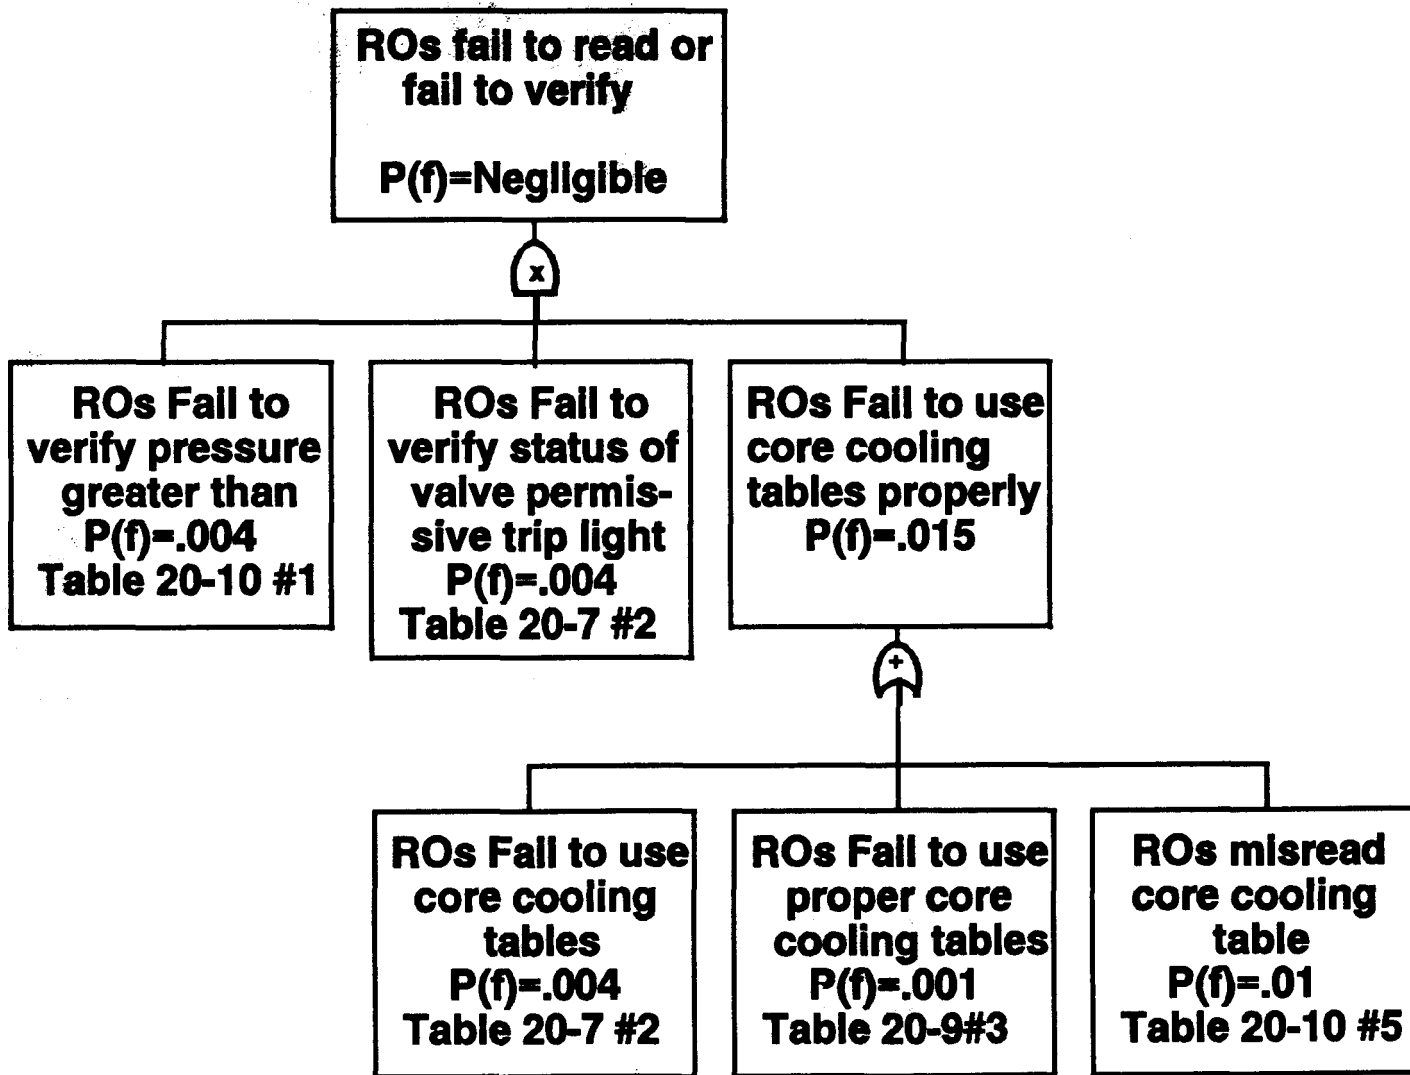 ROs fail to read or
fail to verify
P(f)=Negligible
x
ROs Fail to
verify pressure
greater than
P(f)=.004
Table 20-10 #1
ROs Fail to
verify status of
valve permis-
sive trip light
P(f)=.004
Table 20-7 #2
ROs Fail to use
core cooling
tables properly
P(f)=.015
+
ROs Fail to use
core cooling
tables
P(f)=.004
Table 20-7 #2
ROs Fail to use
proper core
cooling tables
P(f)=.001
Table 20-9#3
ROs misread
core cooling
table
P(f)=.01
Table 20-10 #5